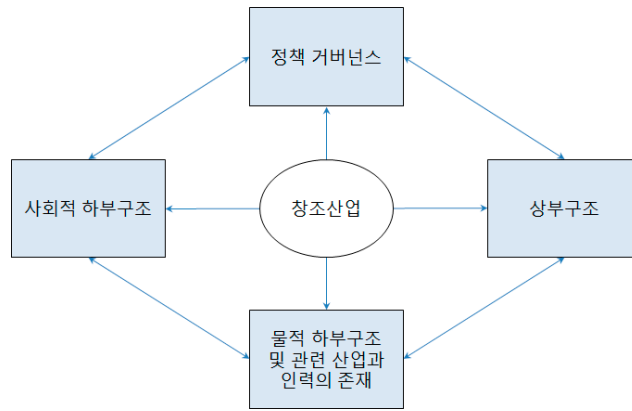 정책 거버넌스
사회적 하부구조
창조산업
상부구조
물적 하부구조
및 관련 산업과
인력의 존재